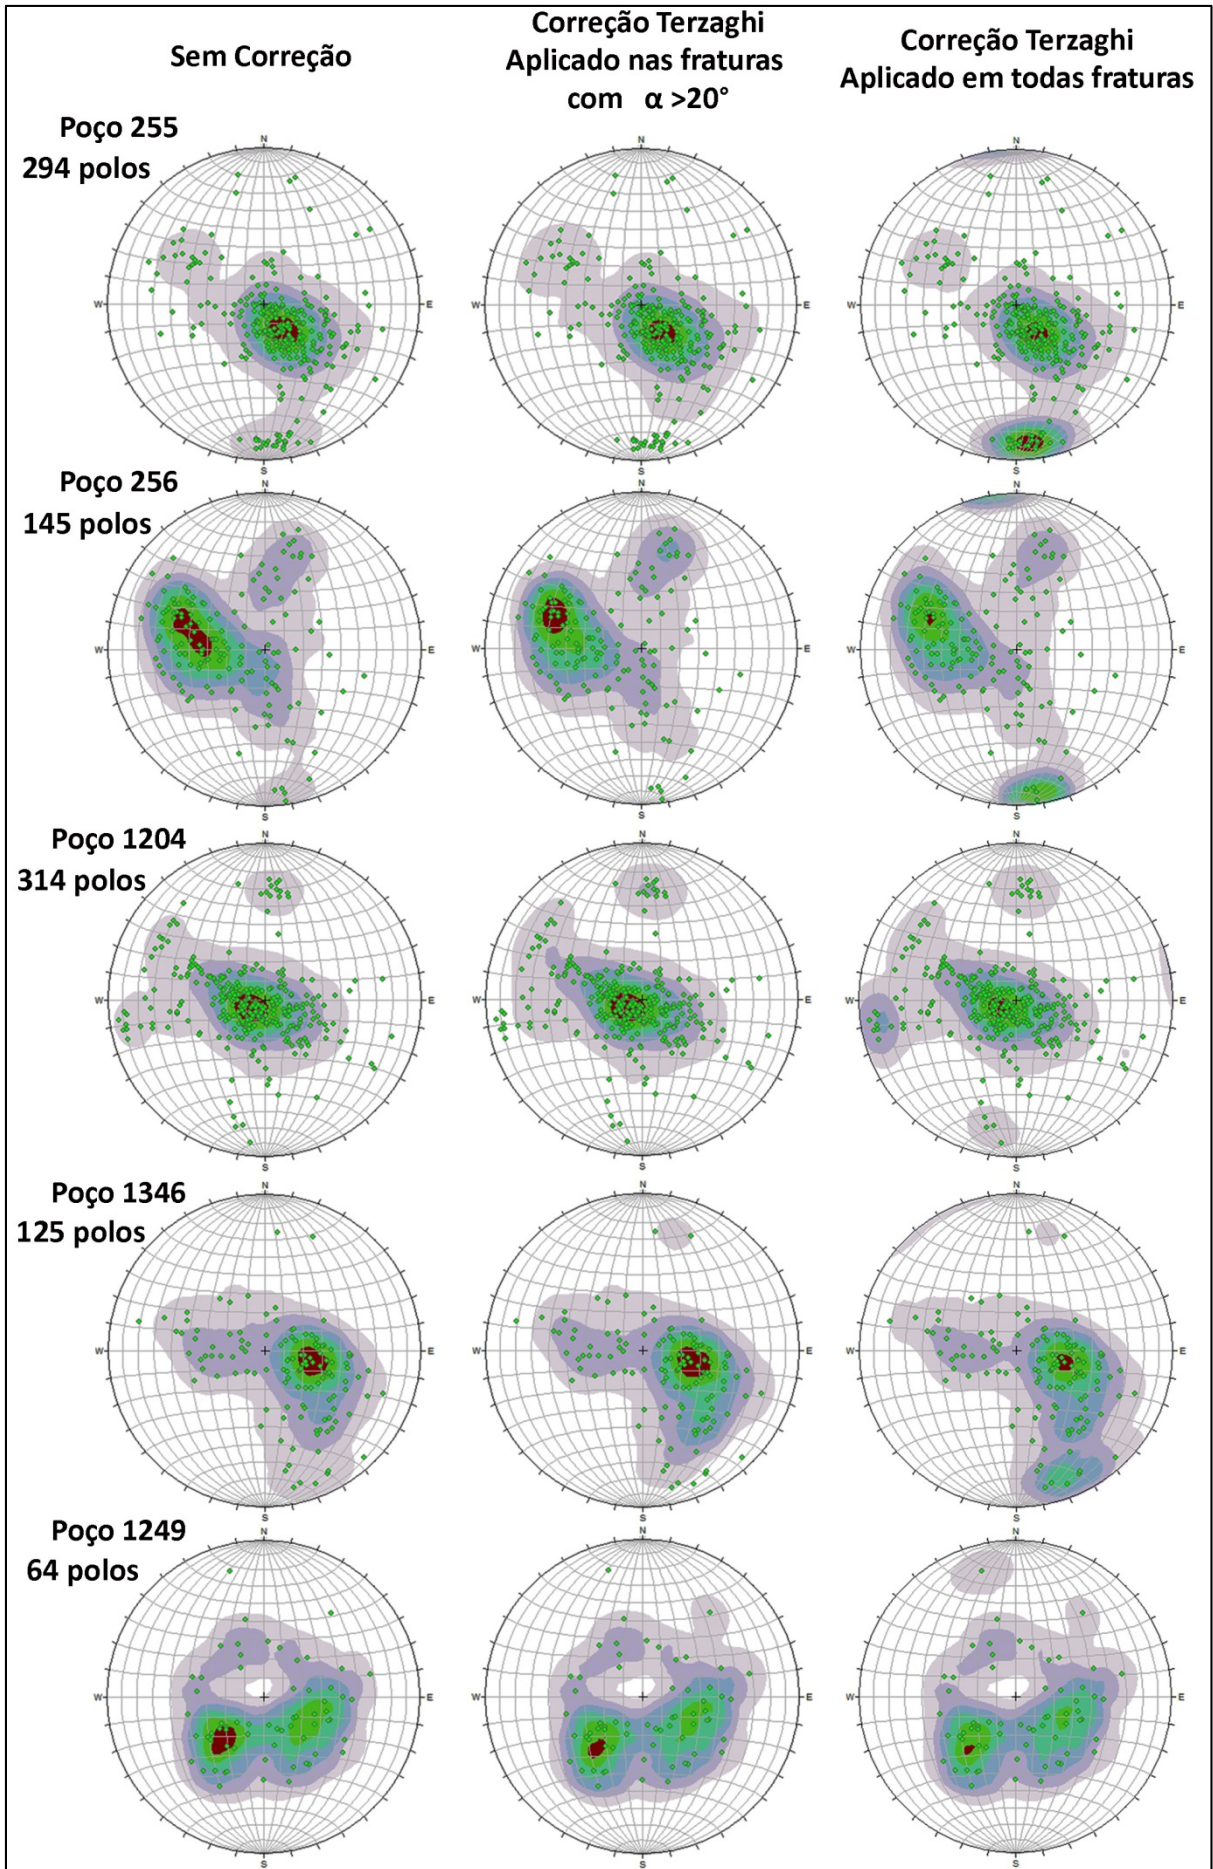 Sem Correção
Correção Terzaghi
Aplicado nas fraturas
com α >20°
Correção Terzaghi
Aplicado em todas fraturas
Poço 255
294 polos
N
N
N
W
E
W
E
W
E
S
S
S
Poço 256
145 polos
N
N
N
W
E
W
E
W
E
S
S
S
Poço 1204
314 polos
N
N
N
W
E
W
E
W
E
S
S
S
Poço 1346
125 polos
N
N
N
W
E
W
E
W
E
S
S
S
Poço 1249
64 polos
N
N
N
W
E
W
E
W
E
S
S
S